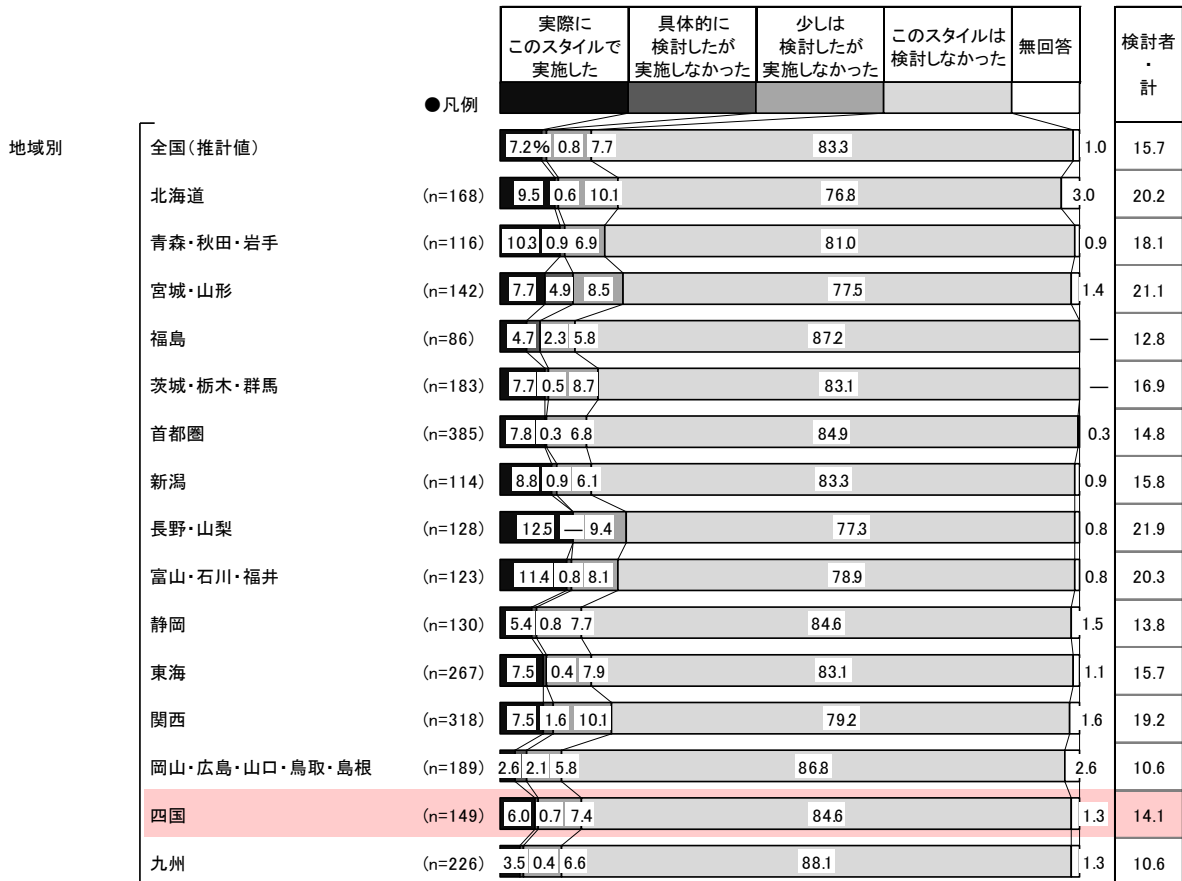 実際に
このスタイルで
実施した
具体的に
検討したが
実施しなかった
少しは
検討したが
実施しなかった
このスタイルは
検討しなかった
無回答
検討者
・
計
●凡例
地域別 全国(推計値) 7.2% 0.8 7.7 83.3 1.0 15.7
北海道 (n=168) 9.5 0.6 10.1 76.8 3.0 20.2
青森・秋田・岩手 (n=116) 10.3 0.9 6.9 81.0 0.9 18.1
宮城・山形 (n=142) 7.7 4.9 8.5 77.5 1.4 21.1
福島 (n=86) 4.7 2.3 5.8 87.2 ― 12.8
茨城・栃木・群馬 (n=183) 7.7 0.5 8.7 83.1 ― 16.9
首都圏 (n=385) 7.8 0.3 6.8 84.9 0.3 14.8
新潟 (n=114) 8.8 0.9 6.1 83.3 0.9 15.8
長野・山梨 (n=128) 12.5 ― 9.4 77.3 0.8 21.9
富山・石川・福井 (n=123) 11.4 0.8 8.1 78.9 0.8 20.3
静岡 (n=130) 5.4 0.8 7.7 84.6 1.5 13.8
東海 (n=267) 7.5 0.4 7.9 83.1 1.1 15.7
関西 (n=318) 7.5 1.6 10.1 79.2 1.6 19.2
岡山・広島・山口・鳥取・島根 (n=189) 2.6 2.1 5.8 86.8 2.6 10.6
四国 (n=149) 6.0 0.7 7.4 84.6 1.3 14.1
九州 (n=226) 3.5 0.4 6.6 88.1 1.3 10.6